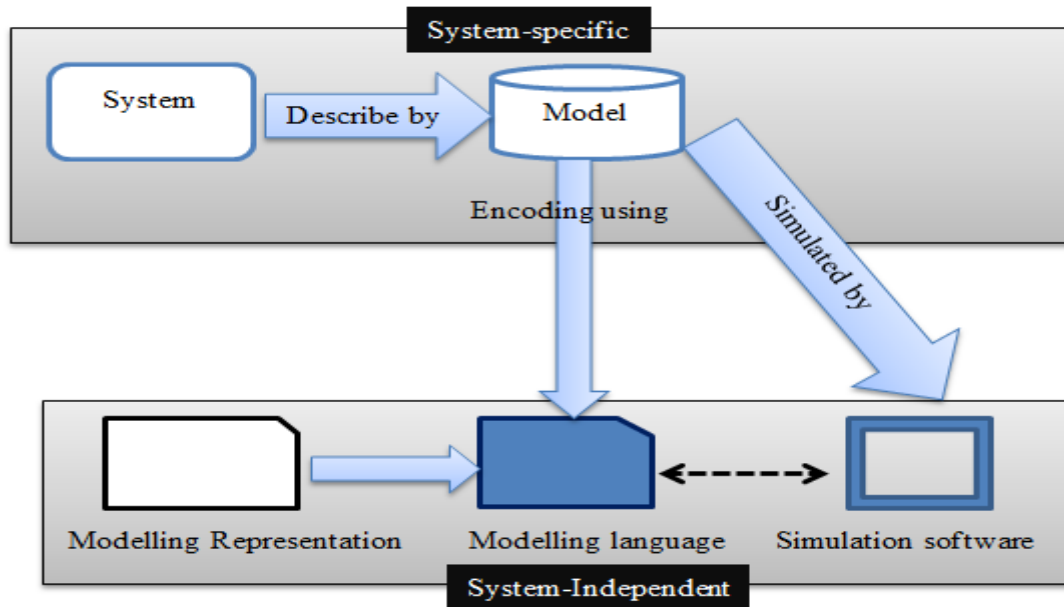 System-specific
System
Describe by
Model
Encoding using
Simulated by
Modelling Representation
Modelling language
Simulation software
System-Independent